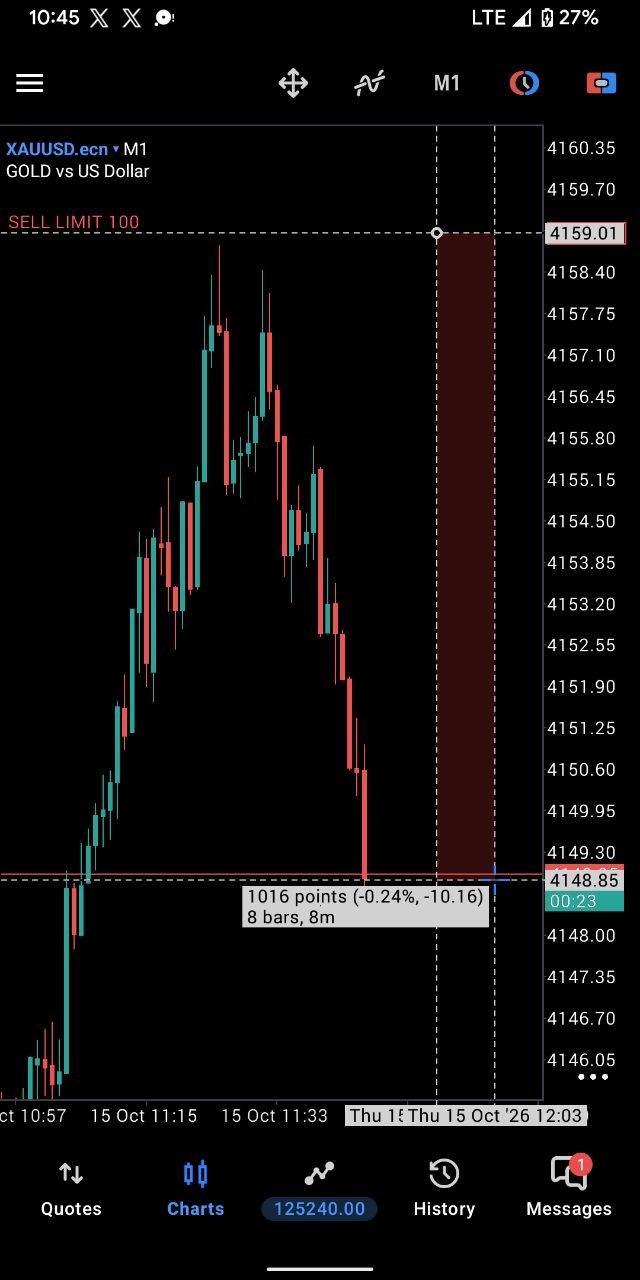 10:45
LTE 27%
M1
XAUUSD.ecn M1
GOLD vs US Dollar
SELL LIMIT 100
4160.35
4159.70
4159.01
4158.40
4157.75
4157.10
4156.45
4155.80
4155.15
4154.50
4153.85
4153.20
4152.55
4151.90
4151.25
4150.60
4149.95
4149.30
4148.85
00:23
1016 points (-0.24%, -10.16)
8 bars, 8m
4148.00
4147.35
4146.70
4146.05
ct 10:57
15 Oct 11:15
15 Oct 11:33
Thu 15
Thu 15 Oct '26 12:03
1
Quotes
Charts
125240.00
History
Messages